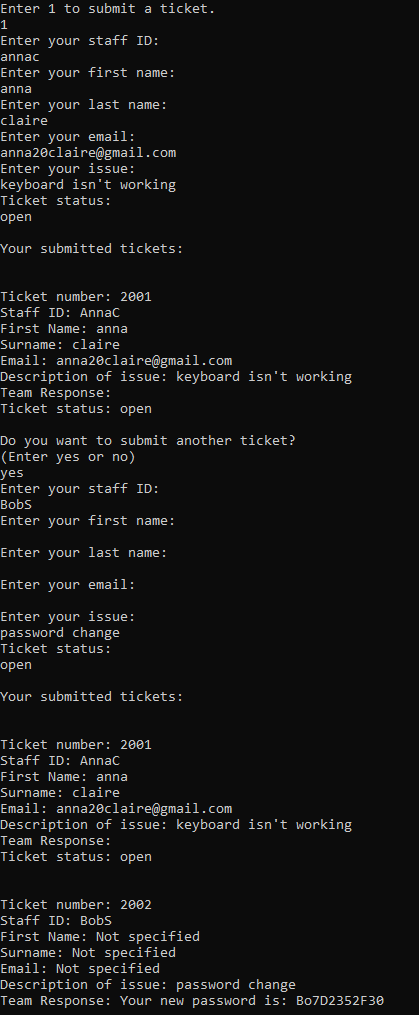 Enter 1 to submit a ticket.
1
Enter your staff ID:
annac
Enter your first name:
anna
Enter your last name:
claire
Enter your email:
anna20claire@gmail.com
Enter your issue:
keyboard isn't working
Ticket status:
open
Your submitted tickets:
Ticket number: 2001
Staff ID: AnnaC
First Name: anna
Surname: claire
Email: anna20claire@gmail.com
Description of issue: keyboard isn't working
Team Response:
Ticket status: open
Do you want to submit another ticket?
(Enter yes or no)
yes
Enter your staff ID:
BobS
Enter your first name:
Enter your last name:
Enter your email:
Enter your issue:
password change
Ticket status:
open
Your submitted tickets:
Ticket number: 2001
Staff ID: AnnaC
First Name: anna
Surname: claire
Email: anna20claire@gmail.com
Description of issue: keyboard isn't working
Team Response:
Ticket status: open
Ticket number: 2002
Staff ID: BobS
First Name: Not specified
Surname: Not specified
Email: Not specified
Description of issue: password change
Team Response: Your new password is: Bo7D2352F30